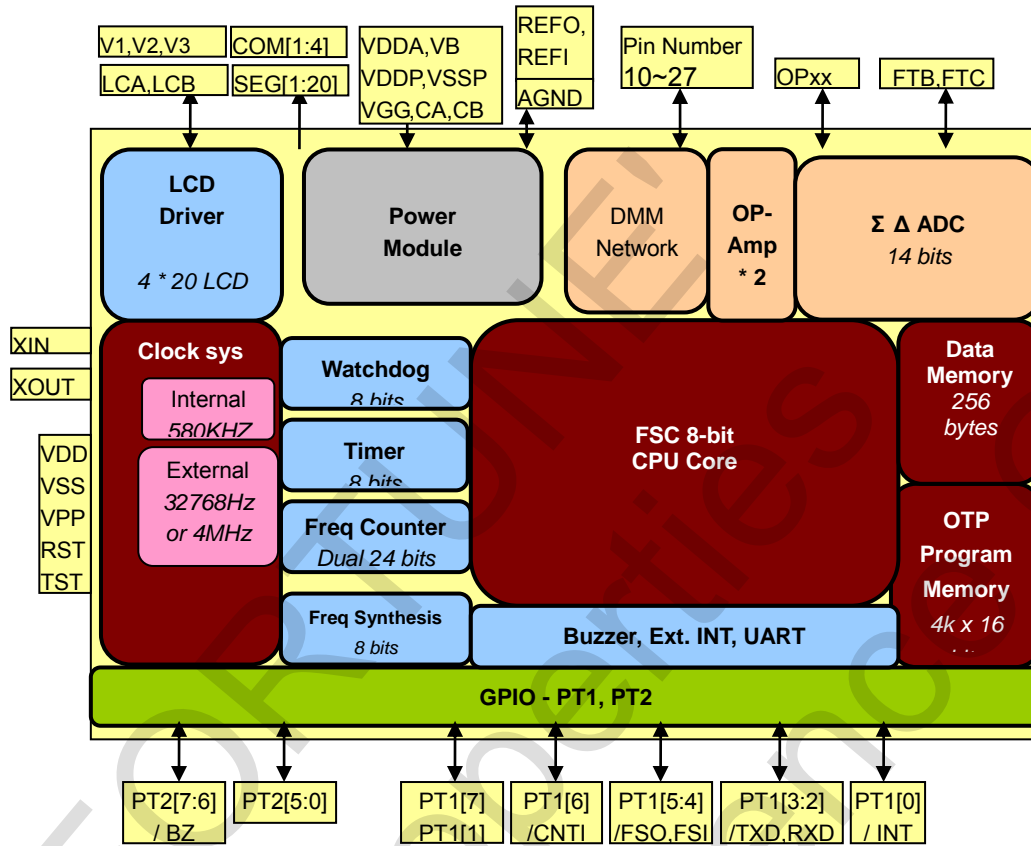 V1,V2,V3
LCA,LCB
COM[1:4]
SEG[1:20]
VDDA,VB
VDDP,VSSP
VGG,CA,CB
REFO,
REFI
AGND
Pin Number
10~27
OPxx
FTB,FTC
LCD
Driver
4 * 20 LCD
Power
Module
DMM
Network
OP-
Amp
* 2
Σ Δ ADC
14 bits
XIN
XOUT
VDD
VSS
VPP
RST
TST
Clock sys
Internal
580KHZ
External
32768Hz
or 4MHz
Watchdog
8 bits
Timer
8 bits
Freq Counter
Dual 24 bits
Freq Synthesis
8 bits
FSC 8-bit
CPU Core
Data
Memory
256
bytes
OTP
Program
Memory
4k x 16
Buzzer, Ext. INT, UART
GPIO - PT1, PT2
PT2[7:6]
/ BZ
PT2[5:0]
PT1[7]
PT1[1]
PT1[6]
/CNTI
PT1[5:4]
/FSO,FSI
PT1[3:2]
/TXD,RXD
PT1[0]
/ INT
FORTUNE'